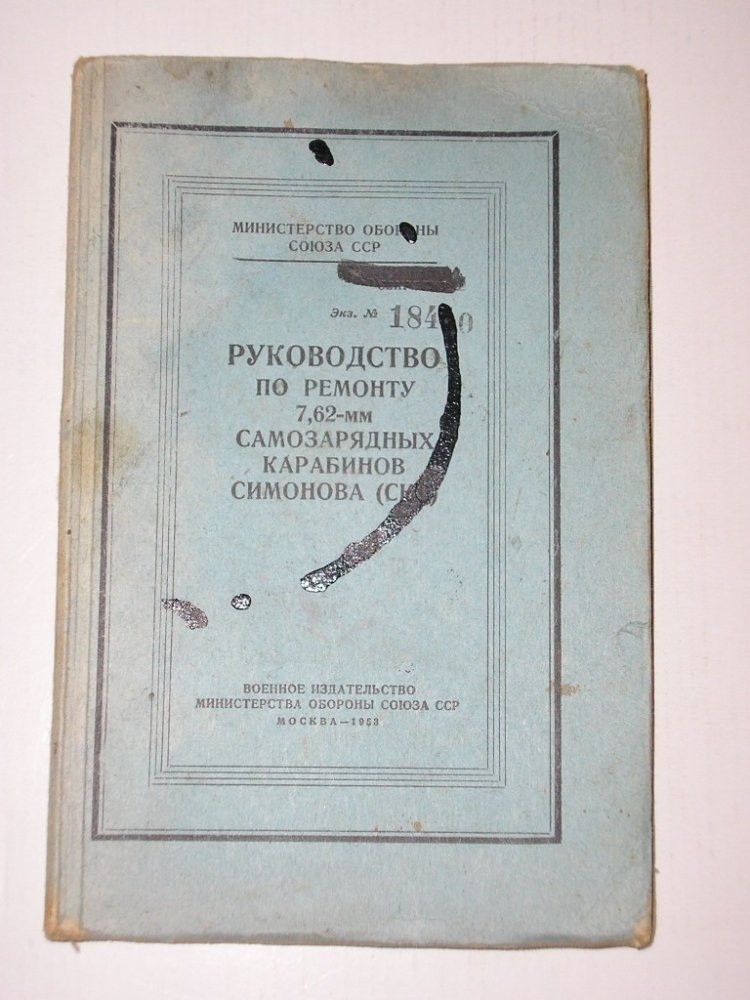 МИНИСТЕРСТВО ОБОРОНЫ
СОЮЗА ССР
Экз. №
РУКОВОДСТВО
ПО РЕМОНТУ
7,62-мм
САМОЗАРЯДНЫХ
КАРАБИНОВ
СИМОНОВА (СКС)
ВОЕННОЕ ИЗДАТЕЛЬСТВО
МИНИСТЕРСТВА ОБОРОНЫ СОЮЗА ССР
МОСКВА—1953